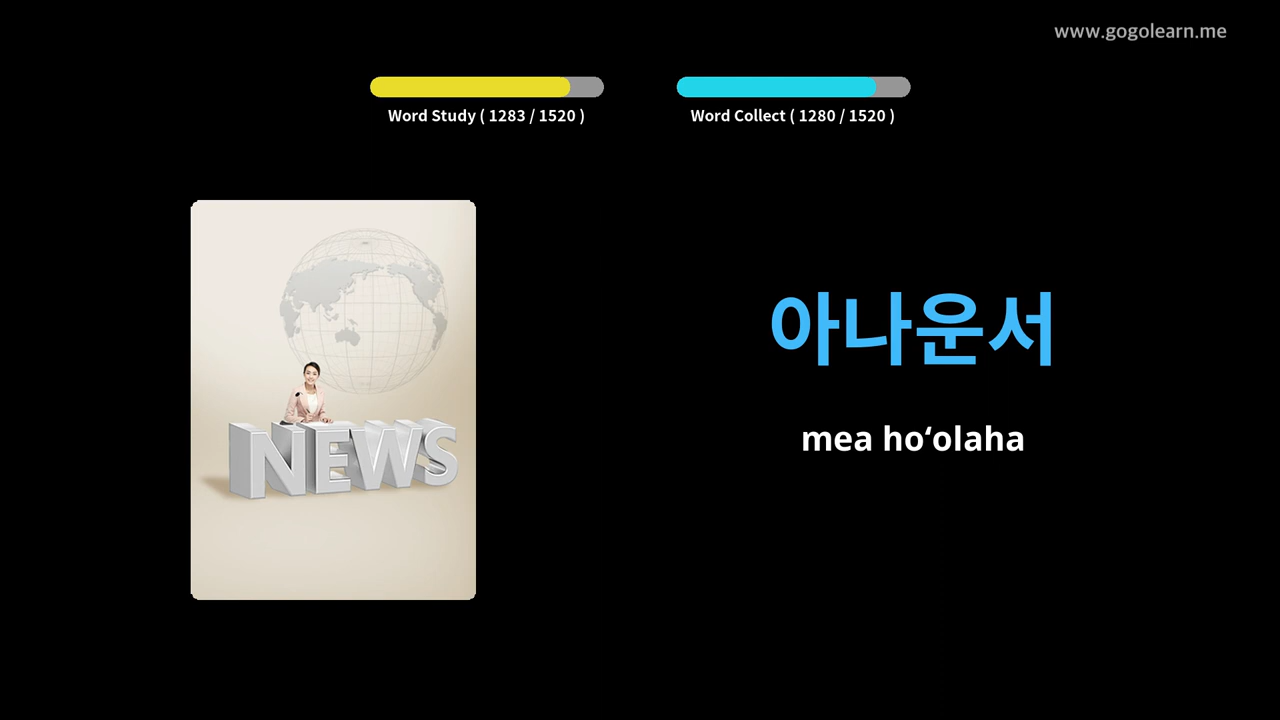 www.gogolearn.me
Word Study ( 1283 / 1520 )
Word Collect ( 1280 / 1520 )
NEWS
아나운서
mea hoʻolaha